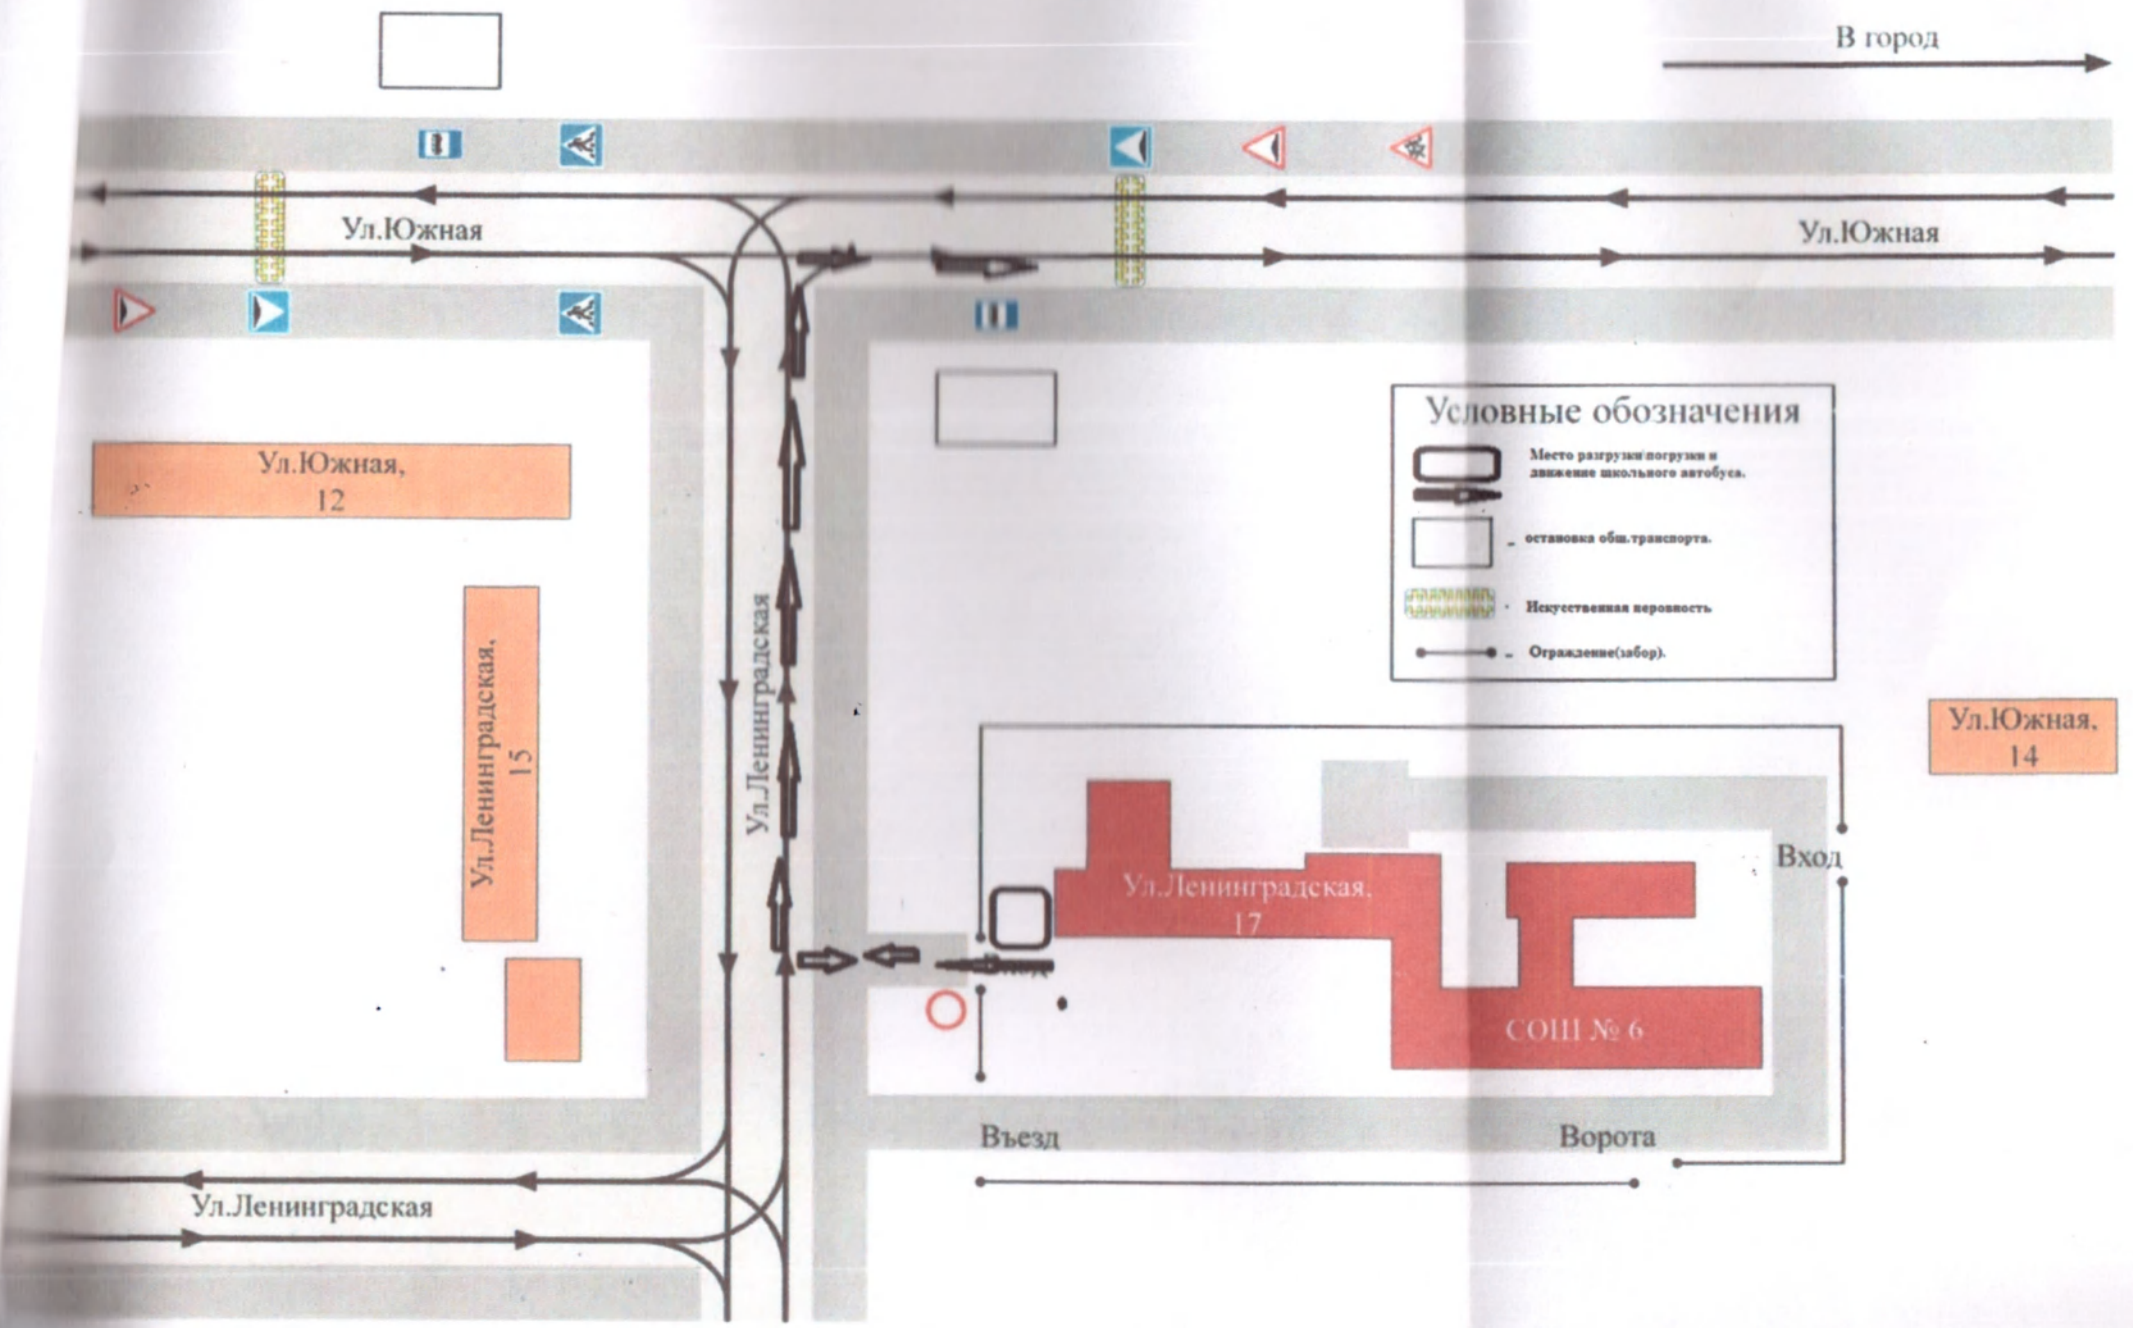 В город
Ул.Южная
Ул.Южная
Условные обозначения
Место разгрузки\погрузки и
движение школьного автобуса.
- остановка общ.транспорта.
- Искусственная неровность
- Ограждение(забор).
Ул.Южная,
12
Ул.Ленинградская,
15
Ул.Ленинградская
Ул.Южная,
14
Вход
Ул.Ленинградская,
17
СОШ № 6
Въезд
Ворота
Ул.Ленинградская